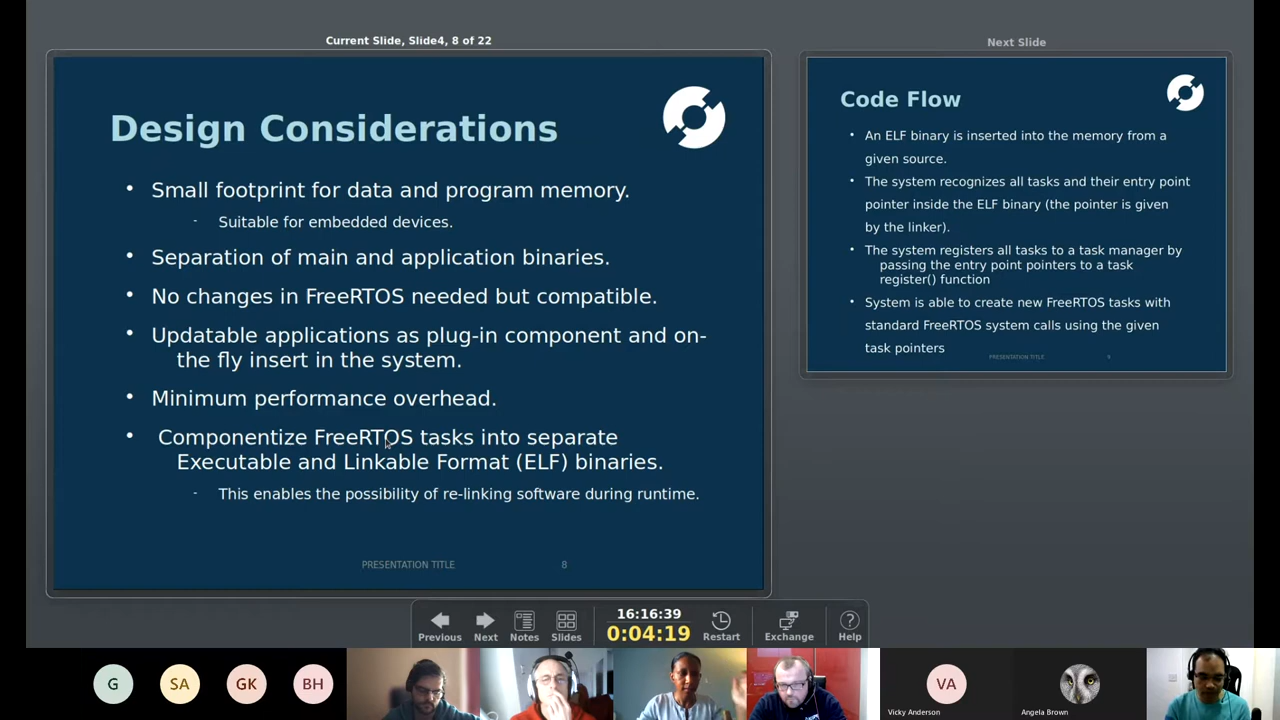 Current Slide, Slide4, 8 of 22
Design Considerations
• Small footprint for data and program memory.
- Suitable for embedded devices.
• Separation of main and application binaries.
• No changes in FreeRTOS needed but compatible.
• Updatable applications as plug-in component and on-
the fly insert in the system.
• Minimum performance overhead.
• Componentize FreeRTOS tasks into separate
Executable and Linkable Format (ELF) binaries.
- This enables the possibility of re-linking software during runtime.
PRESENTATION TITLE 8
Next Slide
Code Flow
• An ELF binary is inserted into the memory from a
given source.
• The system recognizes all tasks and their entry point
pointer inside the ELF binary (the pointer is given
by the linker).
• The system registers all tasks to a task manager by
passing the entry point pointers to a task
register() function
• System is able to create new FreeRTOS tasks with
standard FreeRTOS system calls using the given
task pointers
PRESENTATION TITLE 9
Previous
Next
Notes
Slides
16:16:39
0:04:19
Restart
Exchange
Help
G
SA
GK
BH
VA
Vicky Anderson
Angela Brown